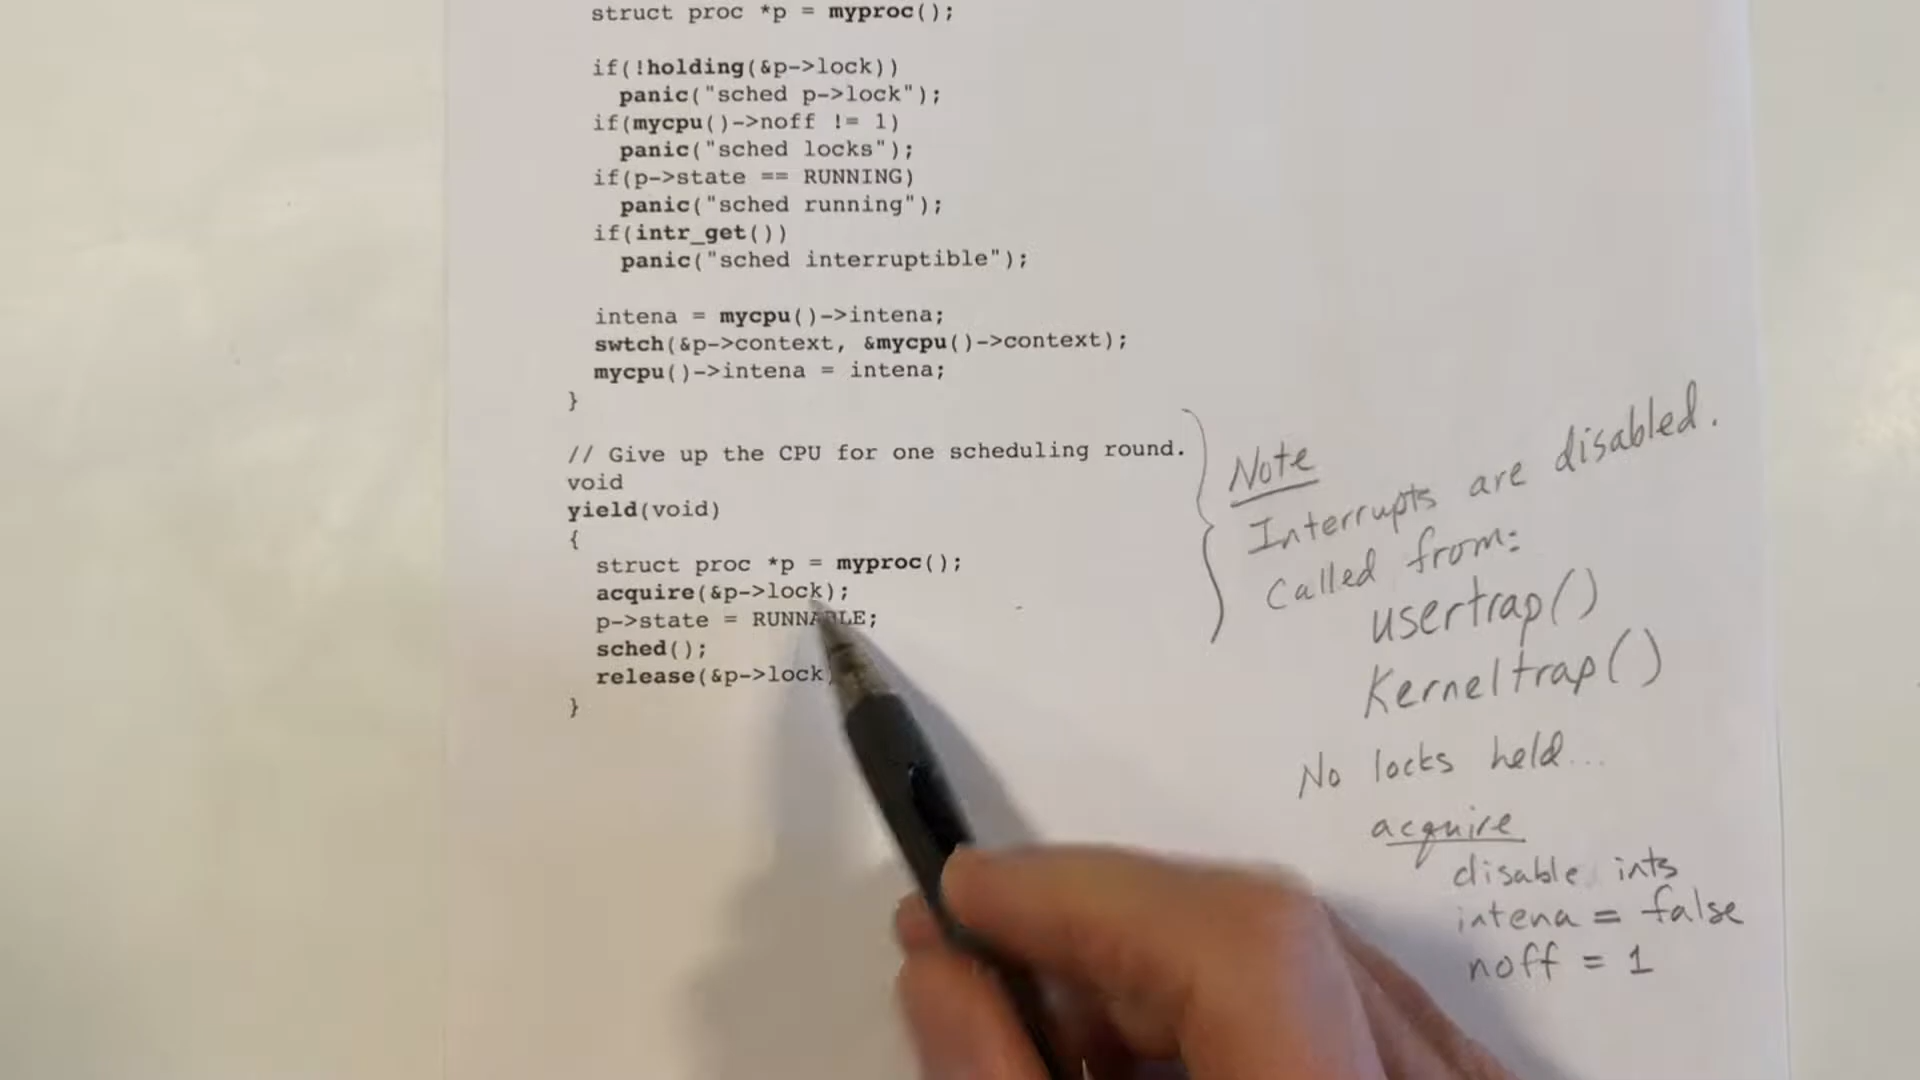 struct proc *p = myproc();
if(!holding(&p->lock))
panic("sched p->lock");
if(mycpu()->noff != 1)
panic("sched locks");
if(p->state == RUNNING)
panic("sched running");
if(intr_get())
panic("sched interruptible");
intena = mycpu()->intena;
swtch(&p->context, &mycpu()->context);
mycpu()->intena = intena;
}
// Give up the CPU for one scheduling round.
void
yield(void)
{
struct proc *p = myproc();
acquire(&p->lock);
p->state = RUNNABLE;
sched();
release(&p->lock)
}
Note
Interrupts are disabled.
Called from:
usertrap()
Kerneltrap()
No locks held...
acquire
disable ints
intena = false
noff = 1